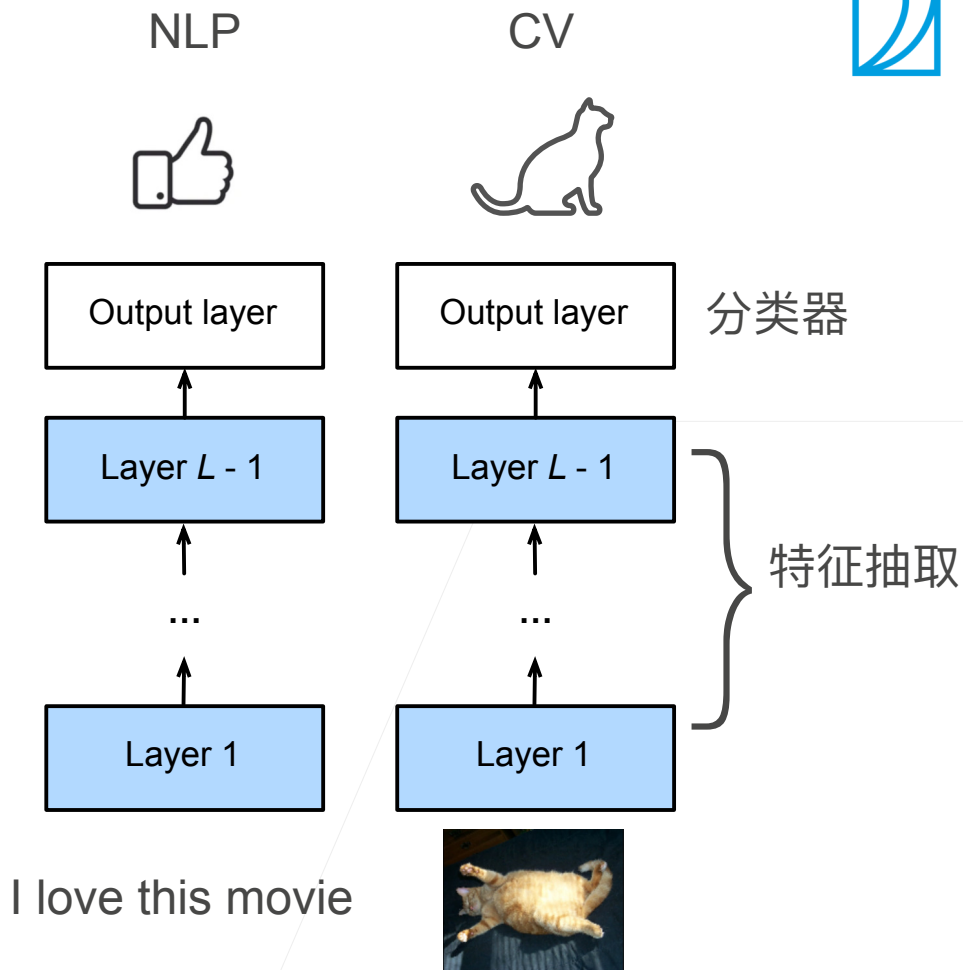 NLP
CV
Output layer
Output layer
分类器
Layer L - 1
Layer L - 1
特征抽取
...
...
Layer 1
Layer 1
I love this movie